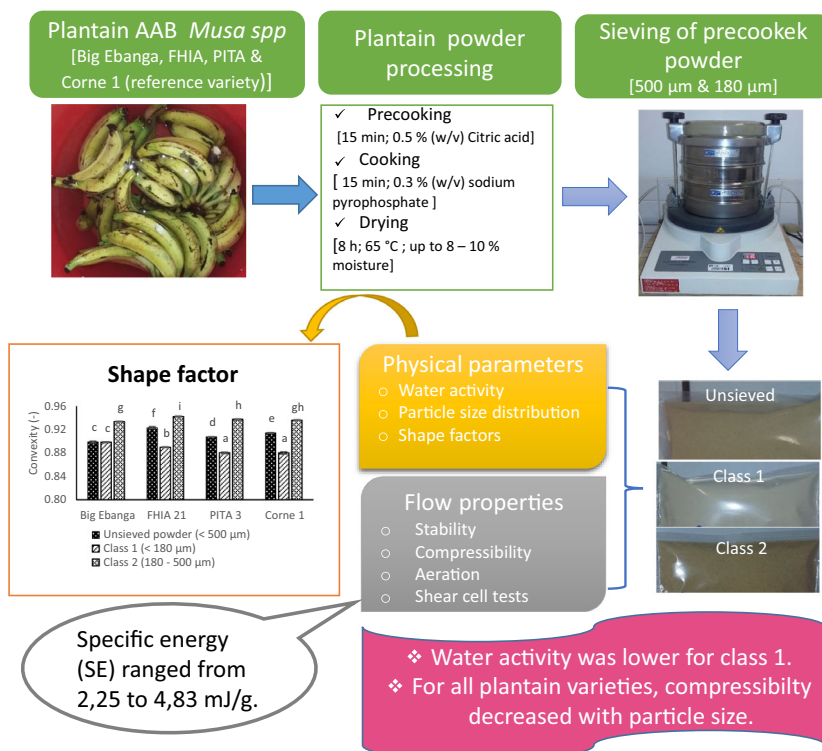 Plantain AAB Musa spp
[Big Ebanga, FHIA, PITA &
Corne 1 (reference variety)]
Plantain powder
processing
Sieving of precookek
powder
[500 µm & 180 µm]
✓ Precooking
[15 min; 0.5 % (w/v) Citric acid]
✓ Cooking
[ 15 min; 0.3 % (w/v) sodium
pyrophosphate ]
✓ Drying
[8 h; 65 °C ; up to 8 – 10 %
moisture]
Shape factor
Convexity (-)
0.96
0.92
0.88
0.84
0.80
c c g
f b i
d a h
e a gh
Big Ebanga FHIA 21 PITA 3 Corne 1
Unsieved powder (< 500 µm)
Class 1 (< 180 µm)
Class 2 (180 - 500 µm)
Physical parameters
o Water activity
o Particle size distribution
o Shape factors
Flow properties
o Stability
o Compressibility
o Aeration
o Shear cell tests
Unsieved
Class 1
Class 2
Specific energy
(SE) ranged from
2,25 to 4,83 mJ/g.
❖ Water activity was lower for class 1.
❖ For all plantain varieties, compressibilty
decreased with particle size.